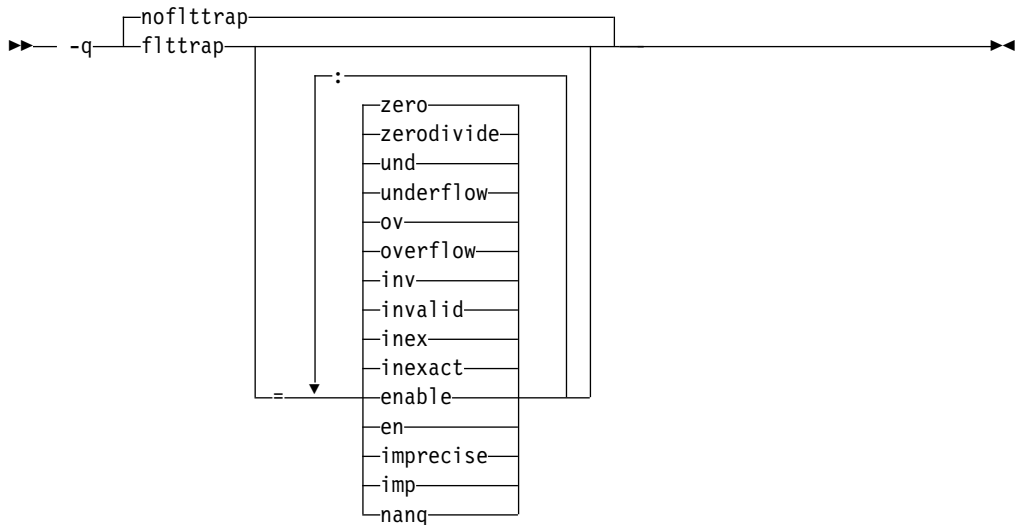 noflttrap
-q flttrap
:
zero
zerodivide
und
underflow
ov
overflow
inv
invalid
inex
inexact
= enable
en
imprecise
imp
nanq